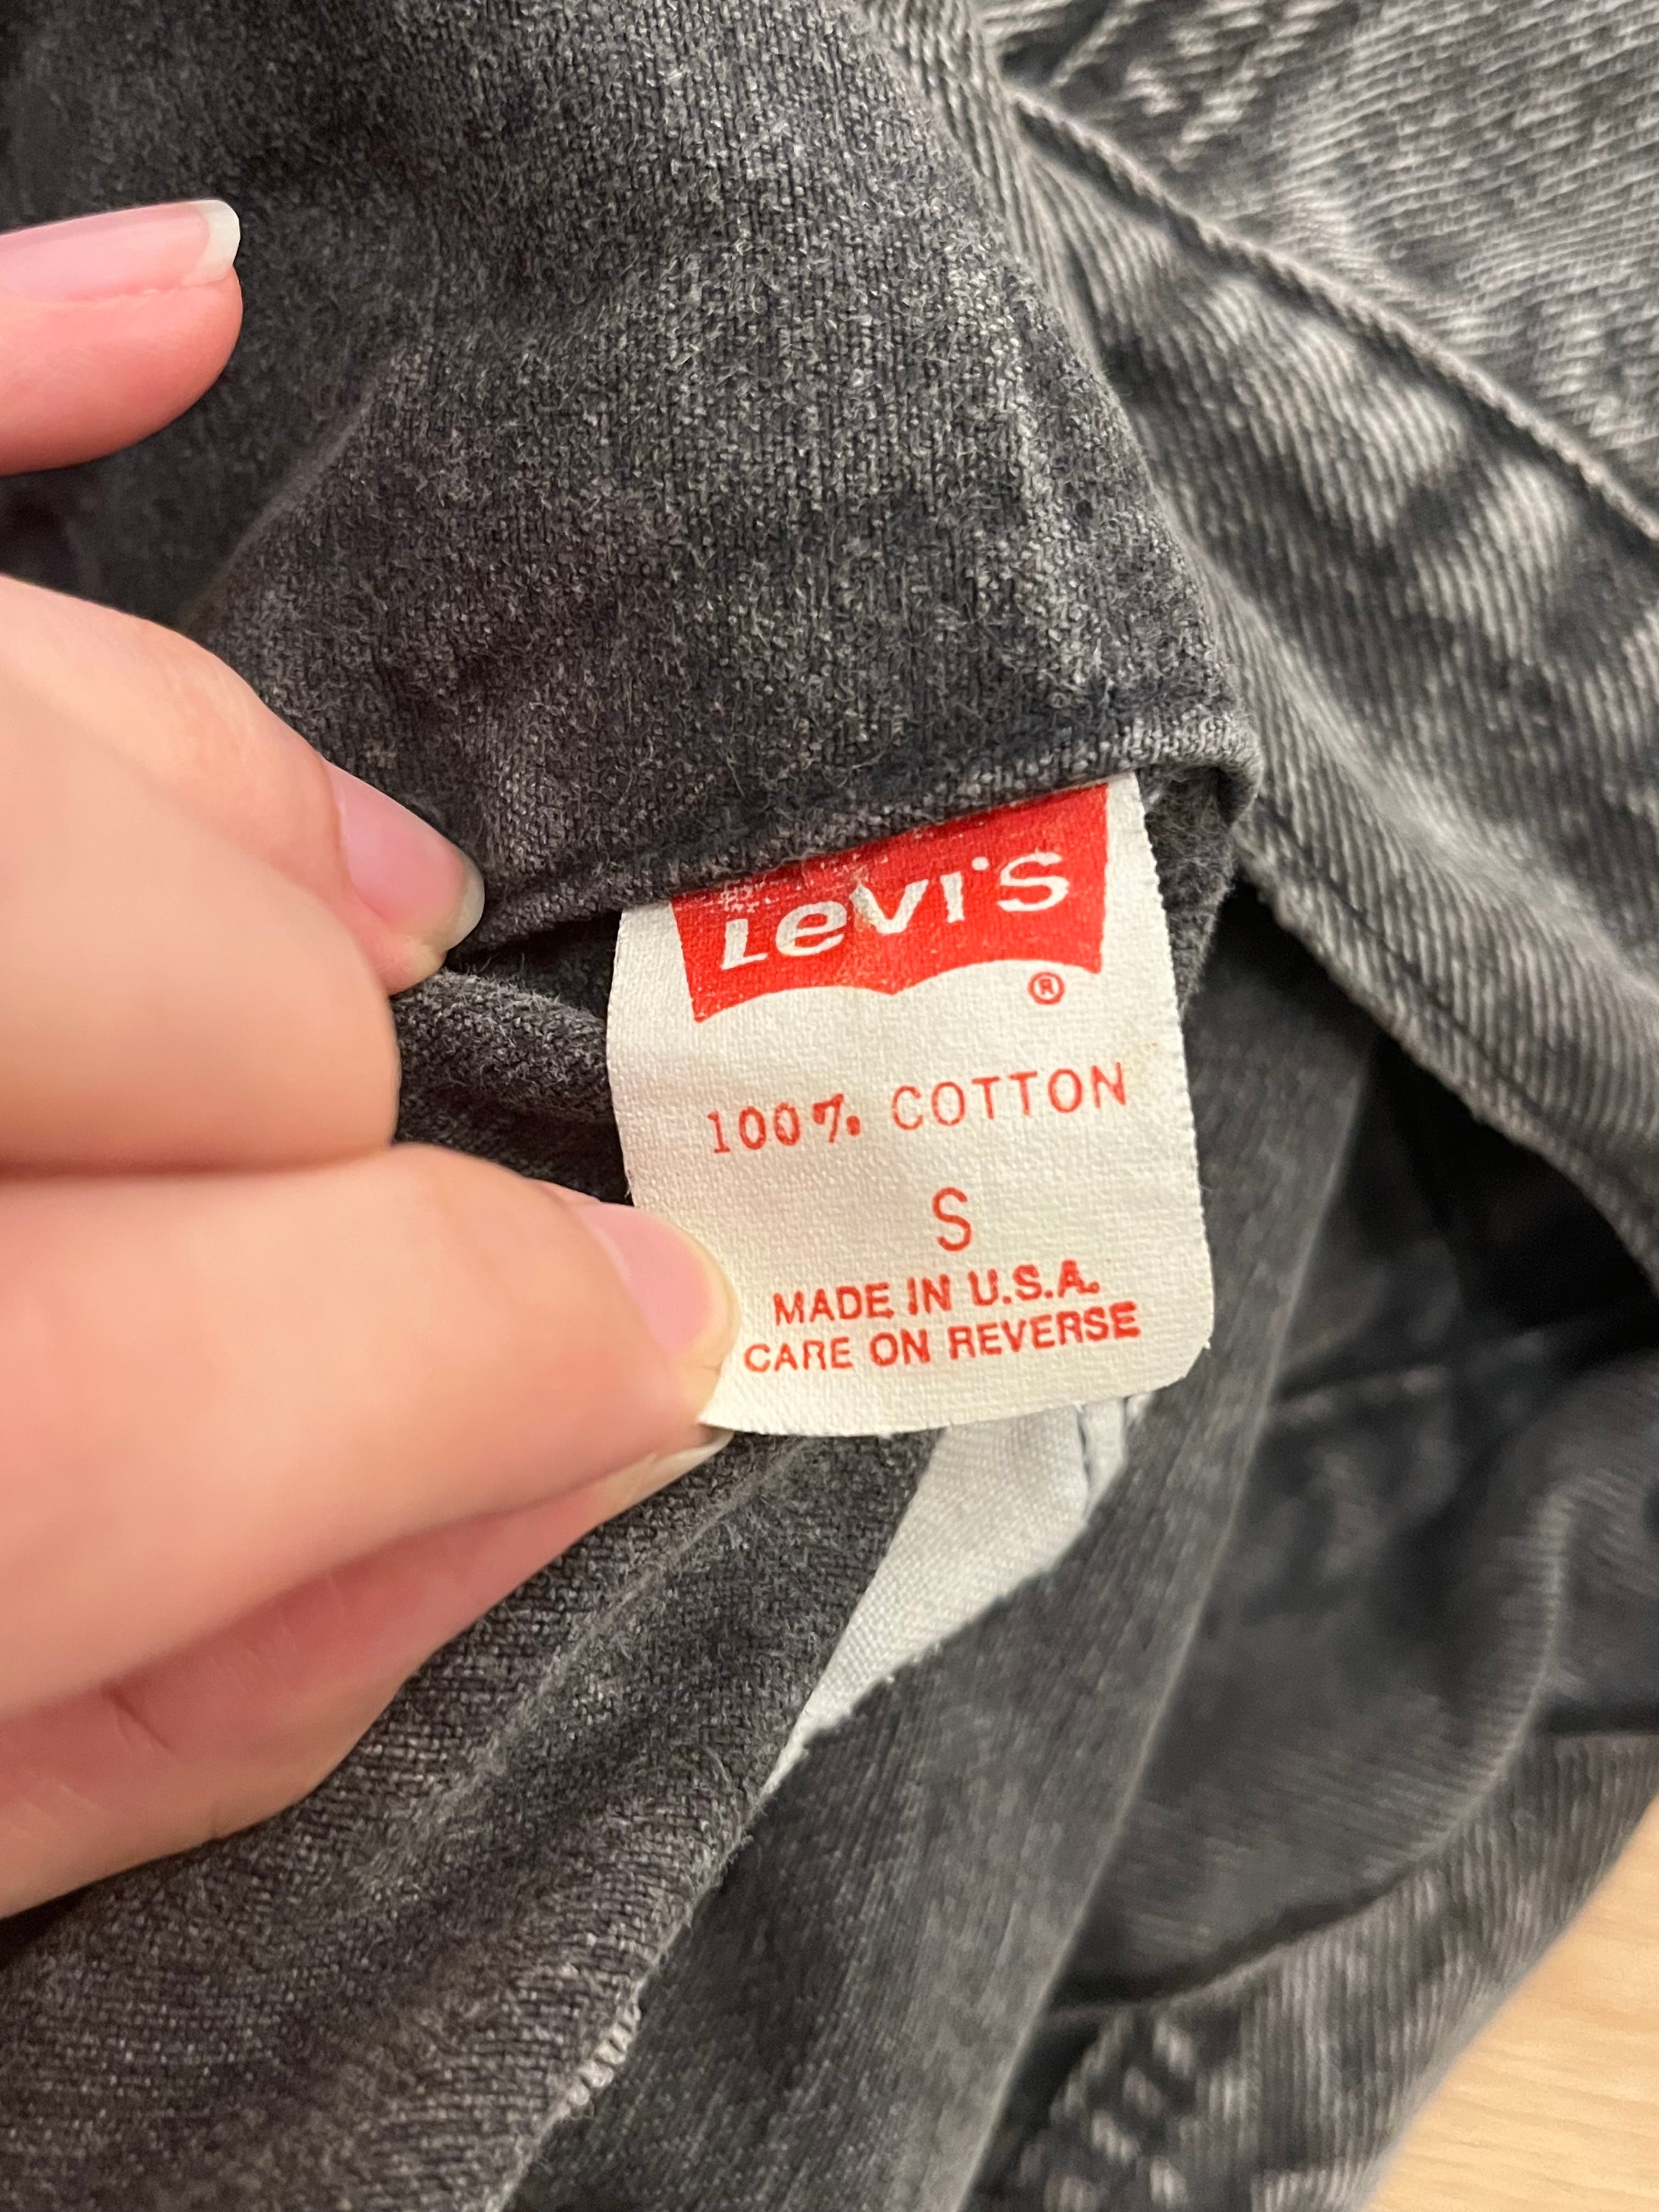 Levi's
®
100% COTTON
S
MADE IN U.S.A.
CARE ON REVERSE